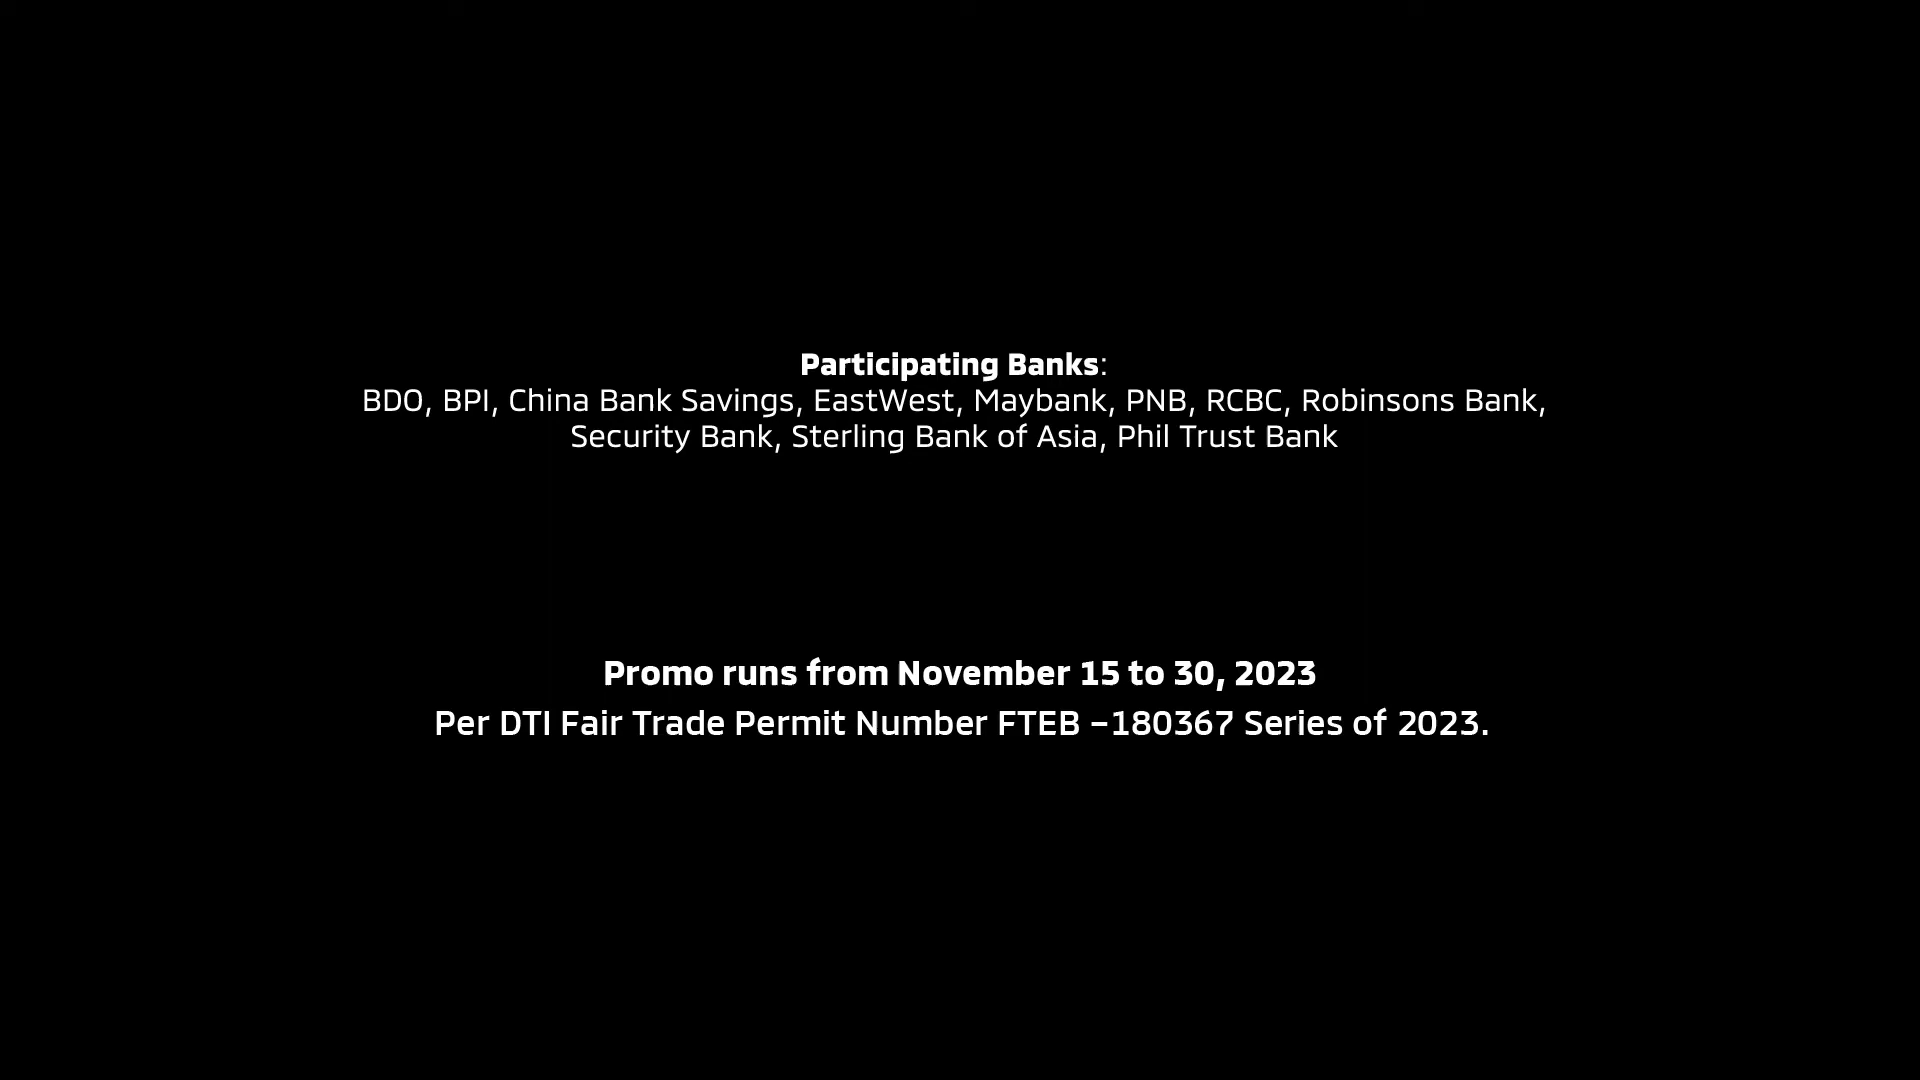 Participating Banks:
BDO, BPI, China Bank Savings, EastWest, Maybank, PNB, RCBC, Robinsons Bank,
Security Bank, Sterling Bank of Asia, Phil Trust Bank
Promo runs from November 15 to 30, 2023
Per DTI Fair Trade Permit Number FTEB –180367 Series of 2023.